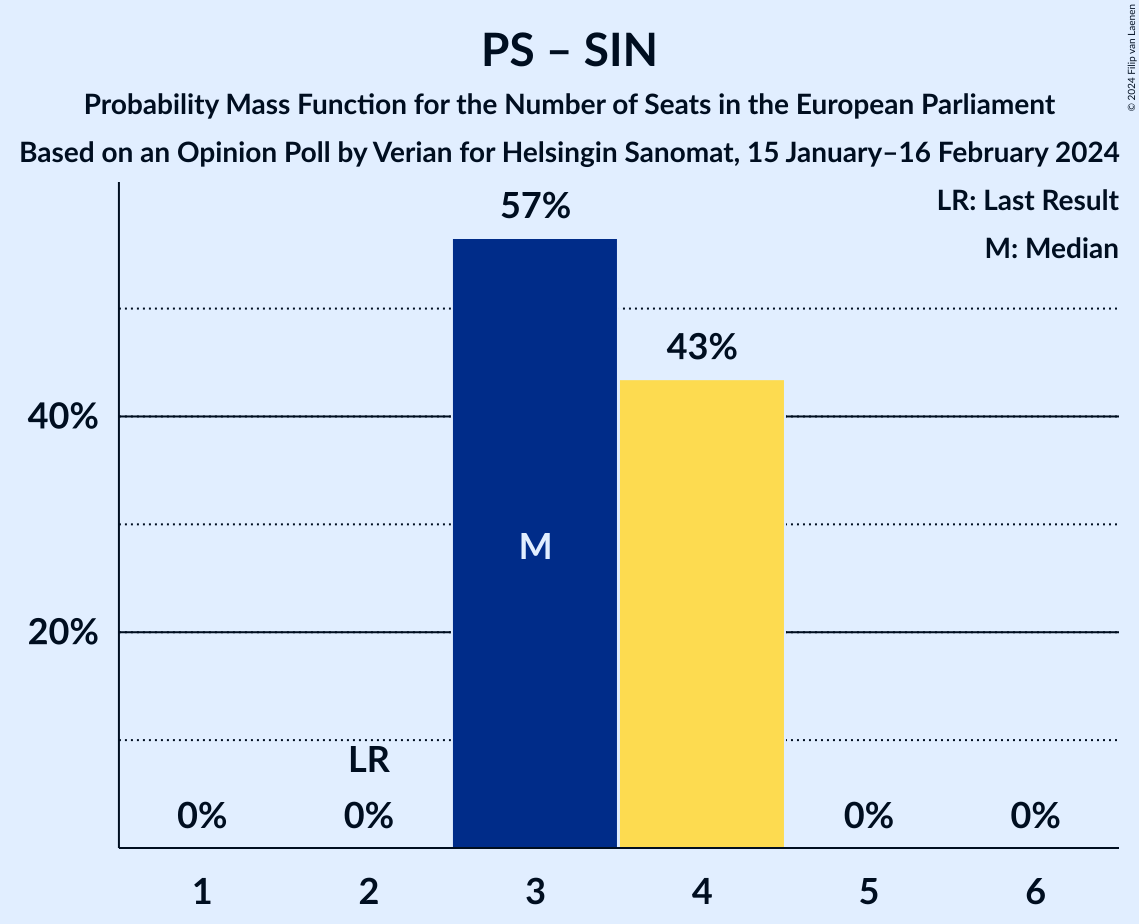 PS – SIN
Probability Mass Function for the Number of Seats in the European Parliament
Based on an Opinion Poll by Verian for Helsingin Sanomat, 15 January–16 February 2024
© 2024 Filip van Laenen
LR: Last Result
M: Median
57%
43%
40%
M
20%
LR
0%
0%
0%
0%
1
2
3
4
5
6